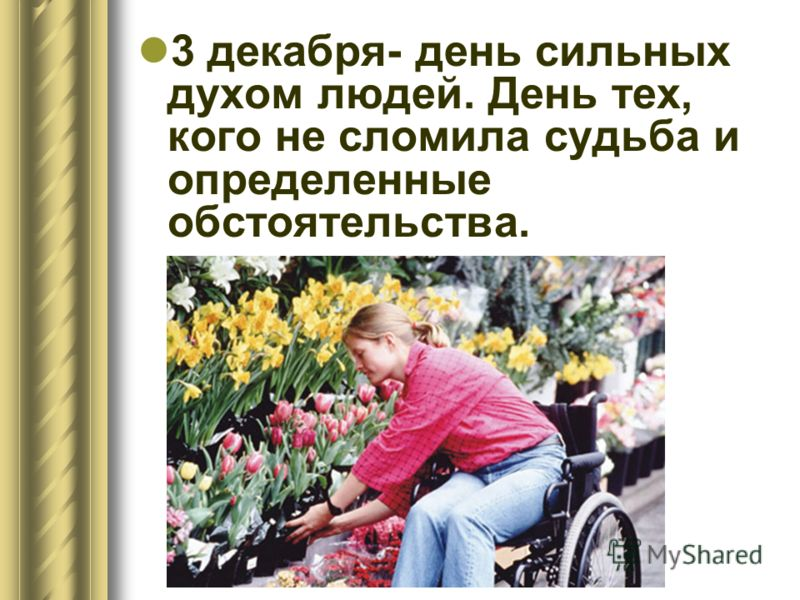 3 декабря- день сильных
духом людей. День тех,
кого не сломила судьба и
определенные
обстоятельства.
MyShared